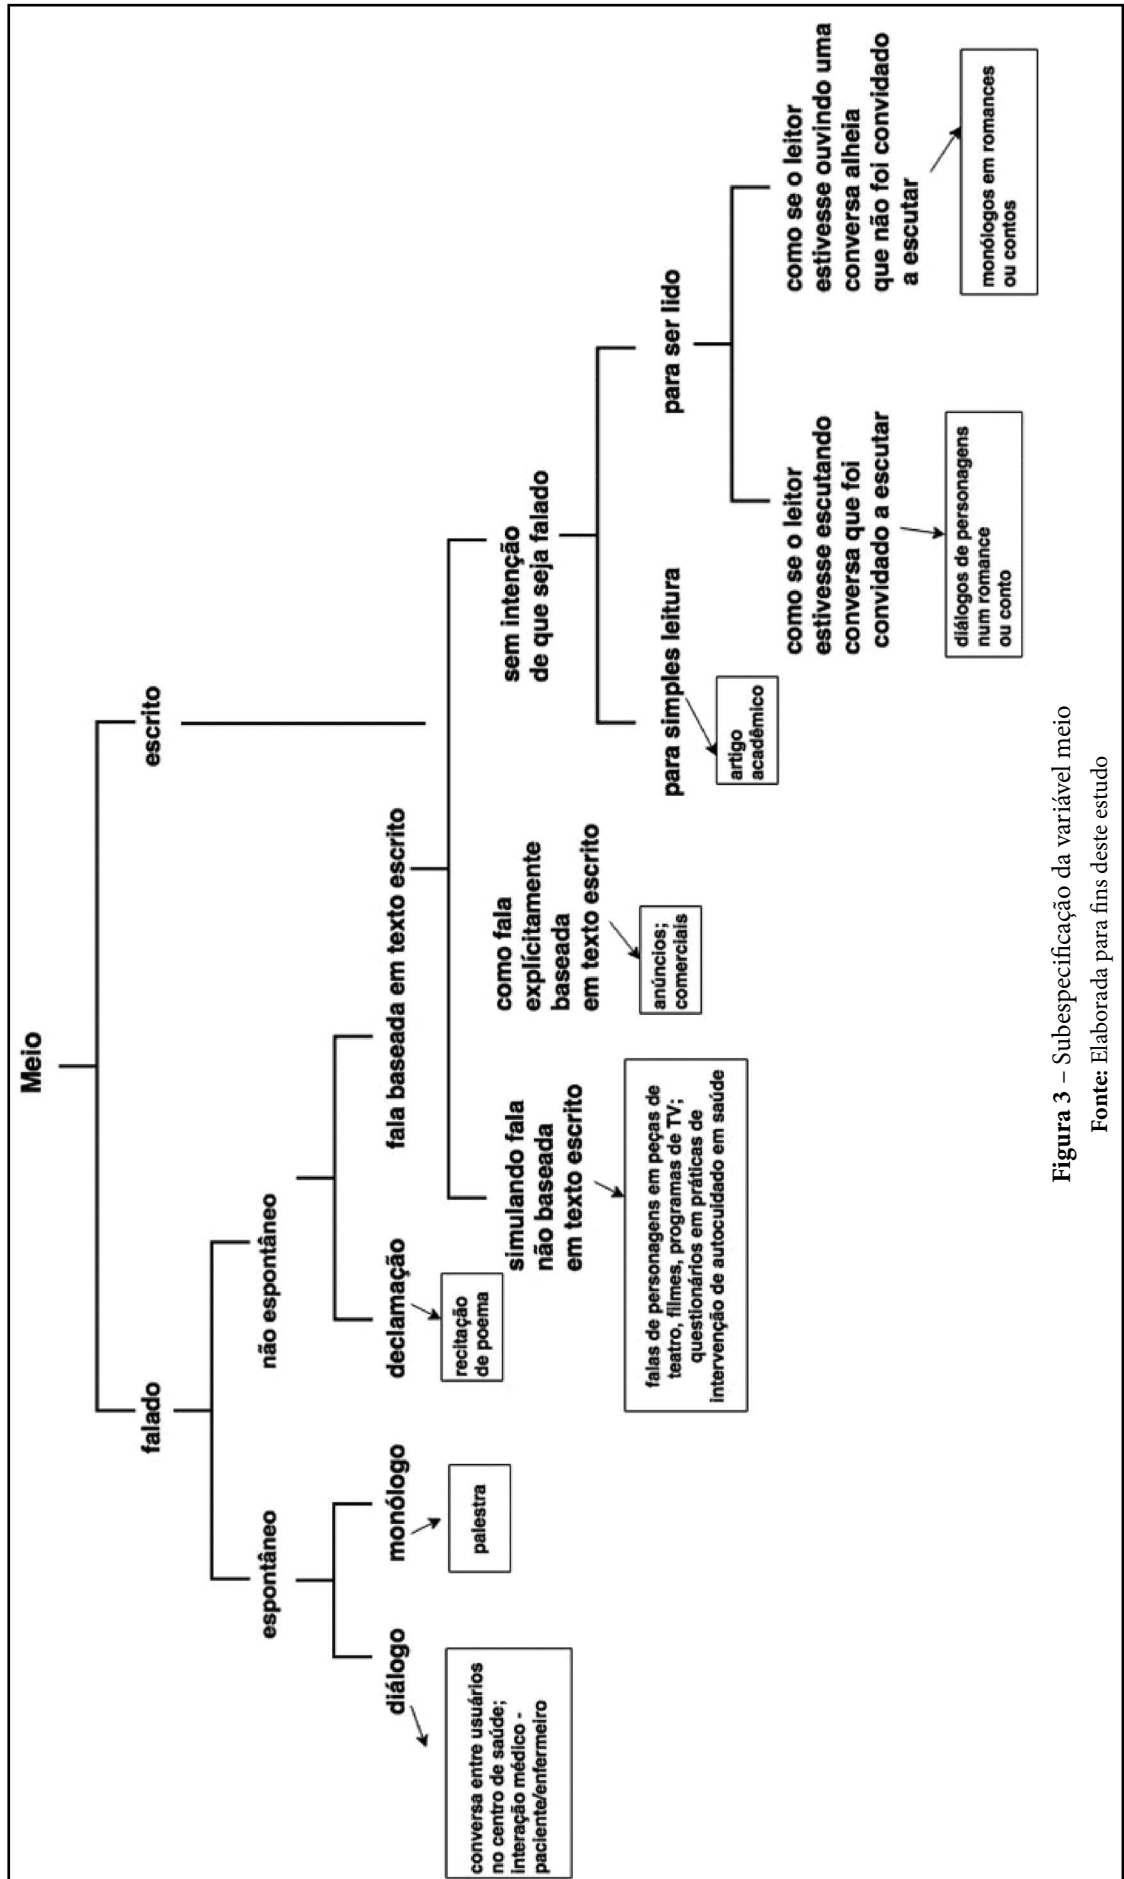 Meio
falado
escrito
espontâneo
não espontâneo
diálogo
monólogo
declamação
fala baseada em texto escrito
conversa entre usuários
no centro de saúde;
interação médico -
paciente/enfermeiro
palestra
recitação
de poema
simulando fala
não baseada
em texto escrito
como fala
explícitamente
baseada
em texto escrito
sem intenção
de que seja falado
falas de personagens em peças de
teatro, filmes, programas de TV;
questionários em práticas de
intervenção de autocuidado em saúde
anúncios;
comerciais
para simples leitura
para ser lido
artigo
acadêmico
como se o leitor
estivesse escutando
conversa que foi
convidado a escutar
como se o leitor
estivesse ouvindo uma
conversa alheia
que não foi convidado
a escutar
diálogos de personagens
num romance
ou conto
monólogos em romances
ou contos
Figura 3 – Subespecificação da variável meio
Fonte: Elaborada para fins deste estudo